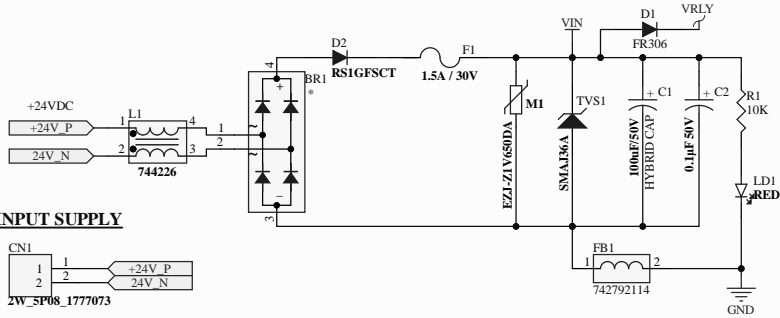 D1
VRLY
VIN
FR306
D2
RS1GFSCT
F1
1.5A / 30V
4
BR1
*
+
~
~
−
3
+24VDC
+24V_P
24V_N
L1
1
4
2
3
744226
1
2
M1
EZJ-Z1V650DA
TVS1
SMAJ36A
+ C1
100uF/50V
HYBRID CAP
+ C2
0.1µF 50V
R1
10K
LD1
RED
FB1
1
2
742792114
GND
INPUT SUPPLY
CN1
1
2
1
2
+24V_P
24V_N
2W_5P08_1777073